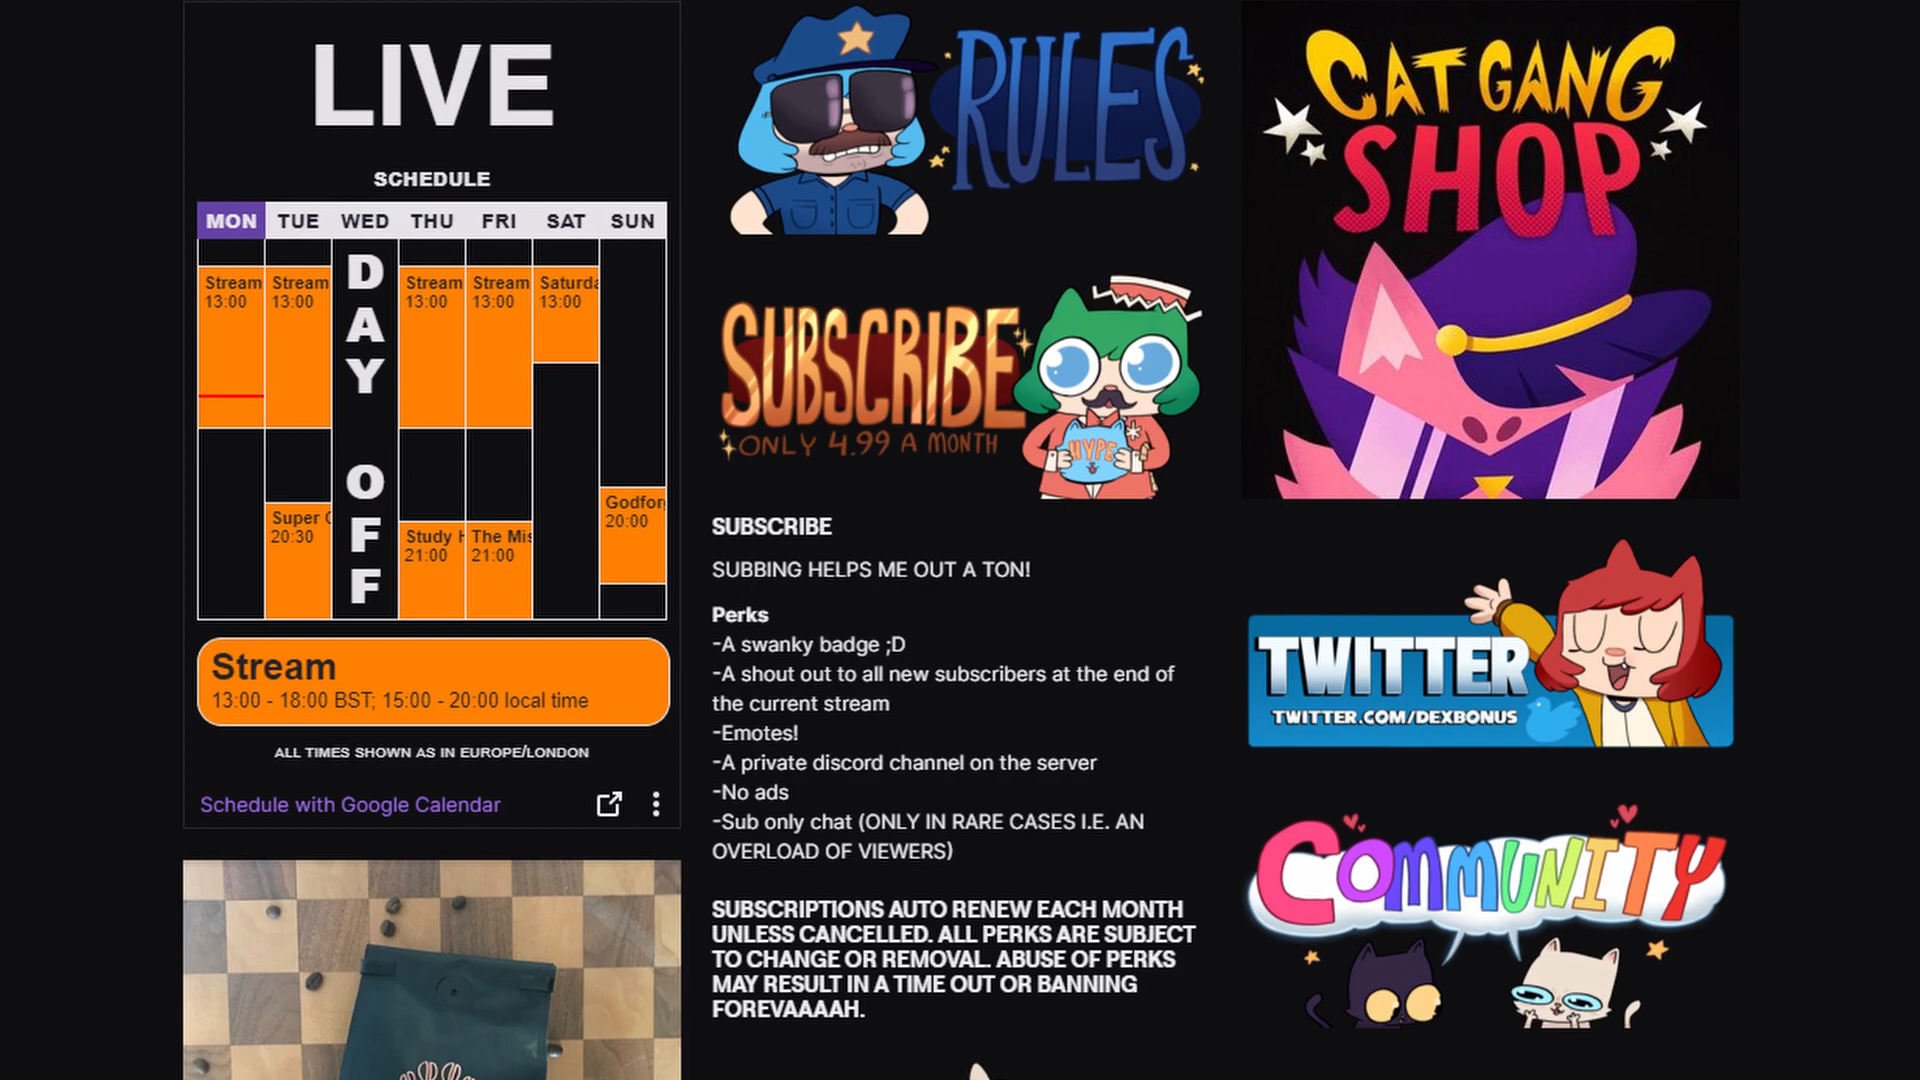 LIVE
SCHEDULE
MON TUE WED THU FRI SAT SUN
Stream
13:00
Stream
13:00
DAY OFF
Stream
13:00
Stream
13:00
Saturda
13:00
Super
20:30
Study
21:00
The Mis
21:00
Godfor
20:00
Stream
13:00 - 18:00 BST; 15:00 - 20:00 local time
ALL TIMES SHOWN AS IN EUROPE/LONDON
Schedule with Google Calendar
RULES
SUBSCRIBE
ONLY 4.99 A MONTH
HYPE
SUBSCRIBE
SUBBING HELPS ME OUT A TON!
Perks
-A swanky badge ;D
-A shout out to all new subscribers at the end of
the current stream
-Emotes!
-A private discord channel on the server
-No ads
-Sub only chat (ONLY IN RARE CASES I.E. AN
OVERLOAD OF VIEWERS)
SUBSCRIPTIONS AUTO RENEW EACH MONTH
UNLESS CANCELLED. ALL PERKS ARE SUBJECT
TO CHANGE OR REMOVAL. ABUSE OF PERKS
MAY RESULT IN A TIME OUT OR BANNING
FOREVAAAAH.
CAT GANG
SHOP
TWITTER
TWITTER.COM/DEXBONUS
COMMUNITY